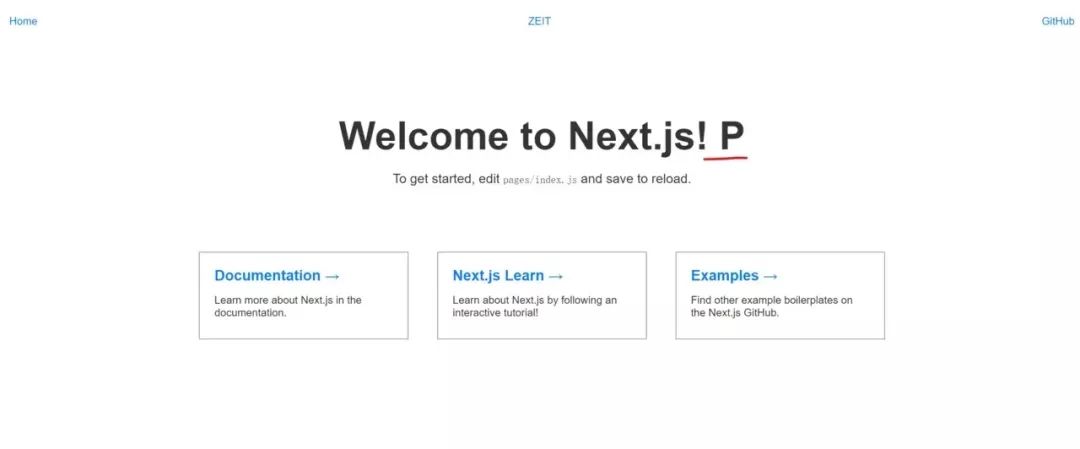 Home ZEIT GitHub
Welcome to Next.js! P
To get started, edit pages/index.js and save to reload.
Documentation → Next.js Learn → Examples →
Learn more about Next.js in the Learn about Next.js by following an Find other example boilerplates on
documentation. interactive tutorial! the Next.js GitHub.